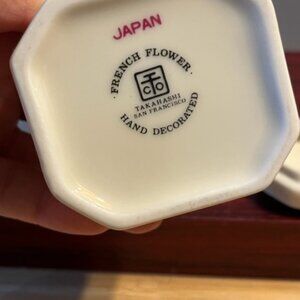 JAPAN
· FRENCH FLOWER ·
TAKAHASHI
SAN FRANCISCO
HAND DECORATED